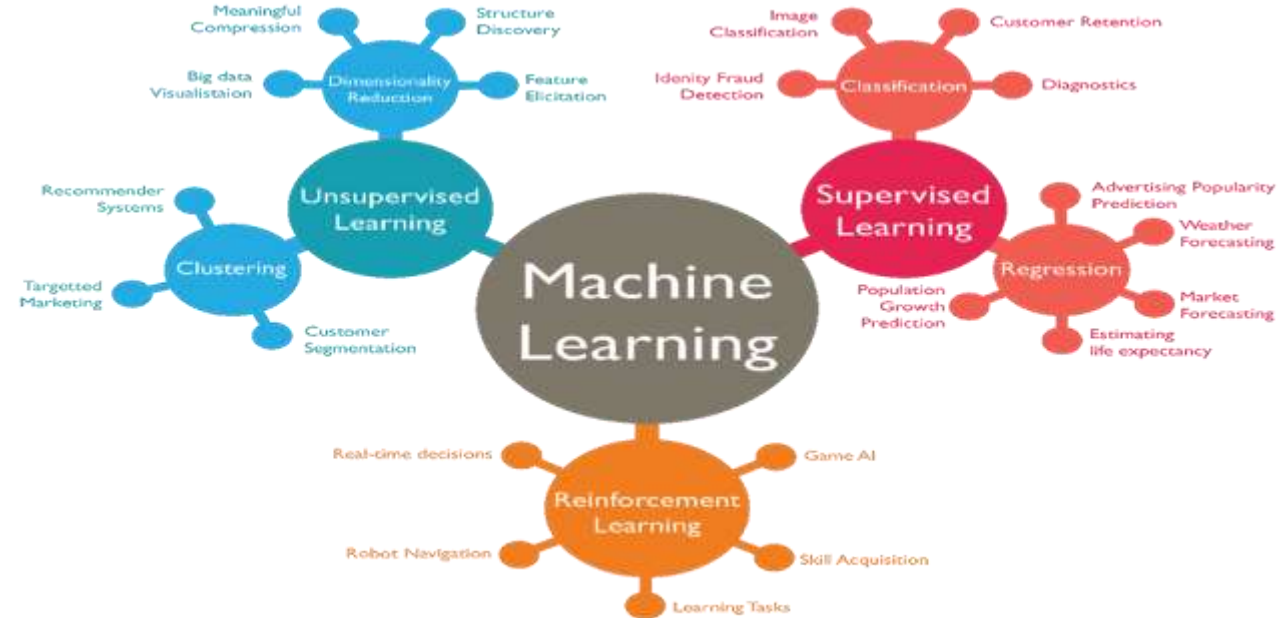 Meaningful
Compression
Structure
Discovery
Big data
Visualistaion
Dimensionality
Reduction
Feature
Elicitation
Image
Classification
Customer Retention
Idenity Fraud
Detection
Classification
Diagnostics
Unsupervised
Learning
Supervised
Learning
Recommender
Systems
Clustering
Targetted
Marketing
Customer
Segmentation
Machine
Learning
Advertising Popularity
Prediction
Weather
Forecasting
Regression
Population
Growth
Prediction
Market
Forecasting
Estimating
life expectancy
Real-time decisions
Game AI
Reinforcement
Learning
Robot Navigation
Skill Acquisition
Learning Tasks